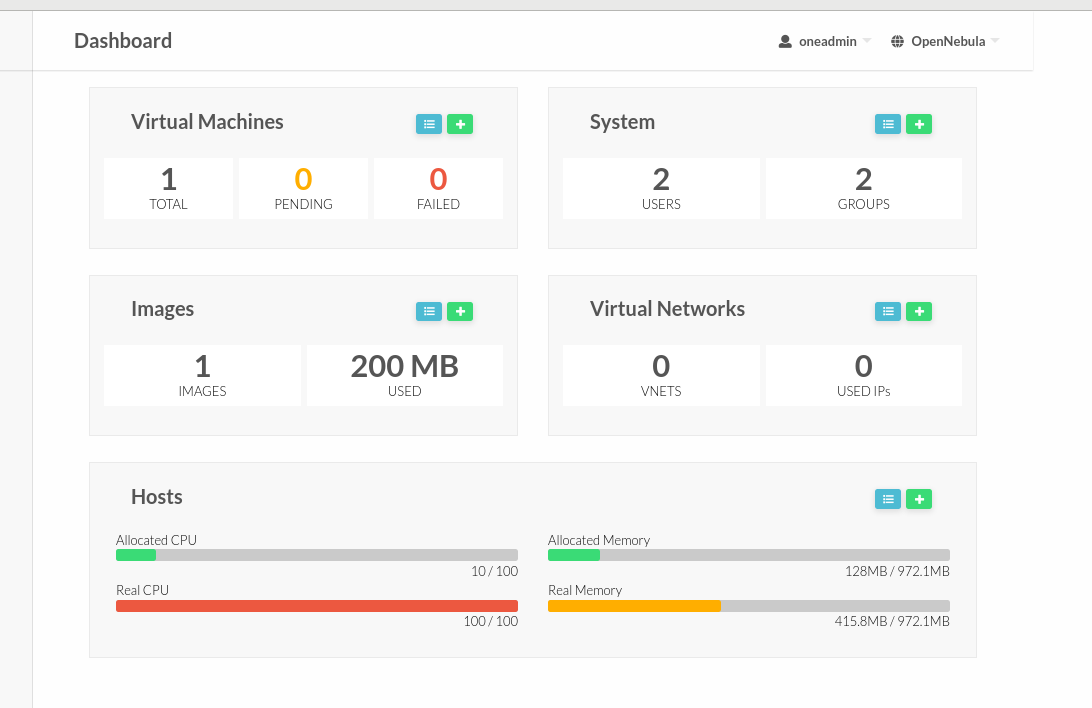 Dashboard
oneadmin
OpenNebula
Virtual Machines
1
TOTAL
0
PENDING
0
FAILED
System
2
USERS
2
GROUPS
Images
1
IMAGES
200 MB
USED
Virtual Networks
0
VNETS
0
USED IPs
Hosts
Allocated CPU
10 / 100
Real CPU
100 / 100
Allocated Memory
128MB / 972.1MB
Real Memory
415.8MB / 972.1MB